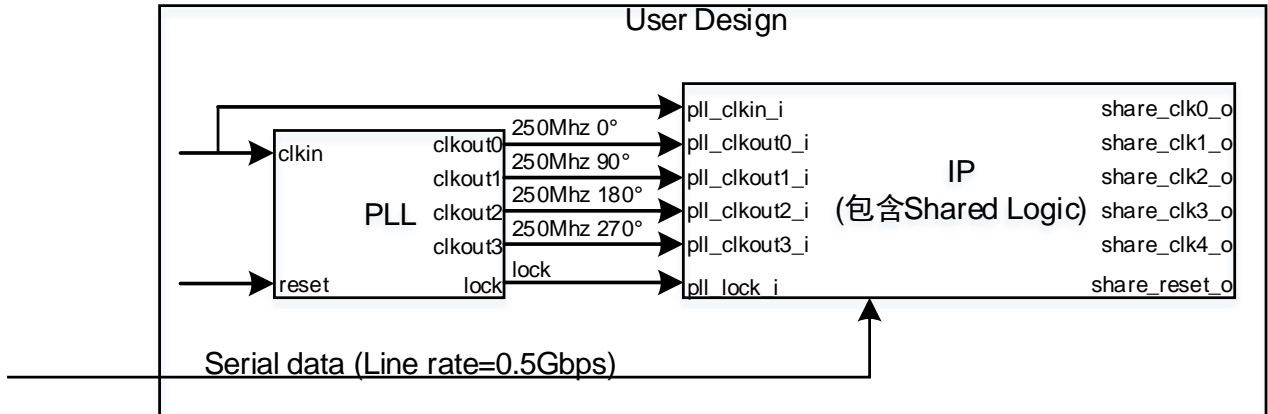 User Design
pll_clkin_i
share_clk0_o
250Mhz 0°
clkin
clkout0
pll_clkout0_i
share_clk1_o
250Mhz 90°
clkout1
pll_clkout1_i
IP
share_clk2_o
250Mhz 180°
PLL
clkout2
pll_clkout2_i
(包含Shared Logic)
share_clk3_o
250Mhz 270°
clkout3
pll_clkout3_i
share_clk4_o
lock
reset
lock
pll_lock_i
share_reset_o
Serial data (Line rate=0.5Gbps)